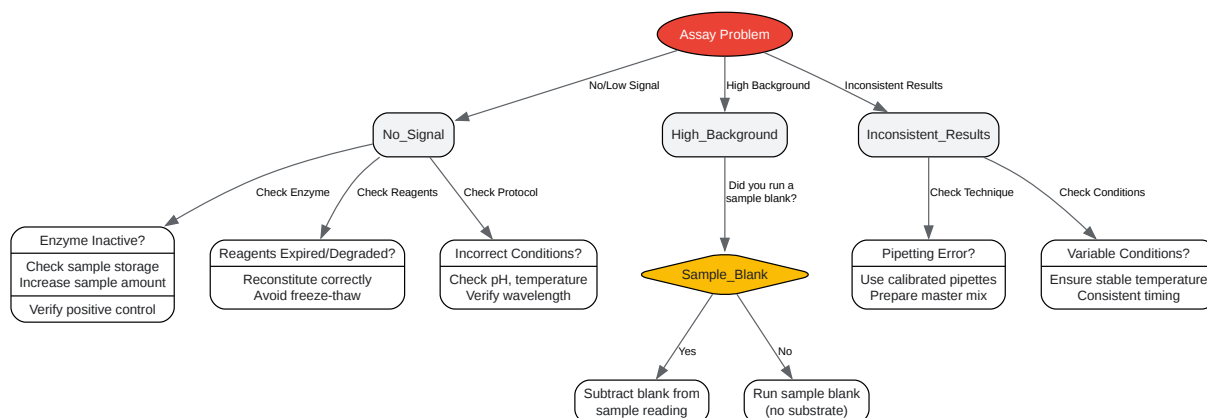 Assay Problem
No/Low Signal
High Background
Inconsistent Results
No_Signal
High_Background
Inconsistent_Results
Check Enzyme
Check Reagents
Check Protocol
Did you run a
sample blank?
Check Technique
Check Conditions
Enzyme Inactive?
Check sample storage
Increase sample amount
Verify positive control
Reagents Expired/Degraded?
Reconstitute correctly
Avoid freeze-thaw
Incorrect Conditions?
Check pH, temperature
Verify wavelength
Sample_Blank
Pipetting Error?
Use calibrated pipettes
Prepare master mix
Variable Conditions?
Ensure stable temperature
Consistent timing
Yes
No
Subtract blank from
sample reading
Run sample blank
(no substrate)